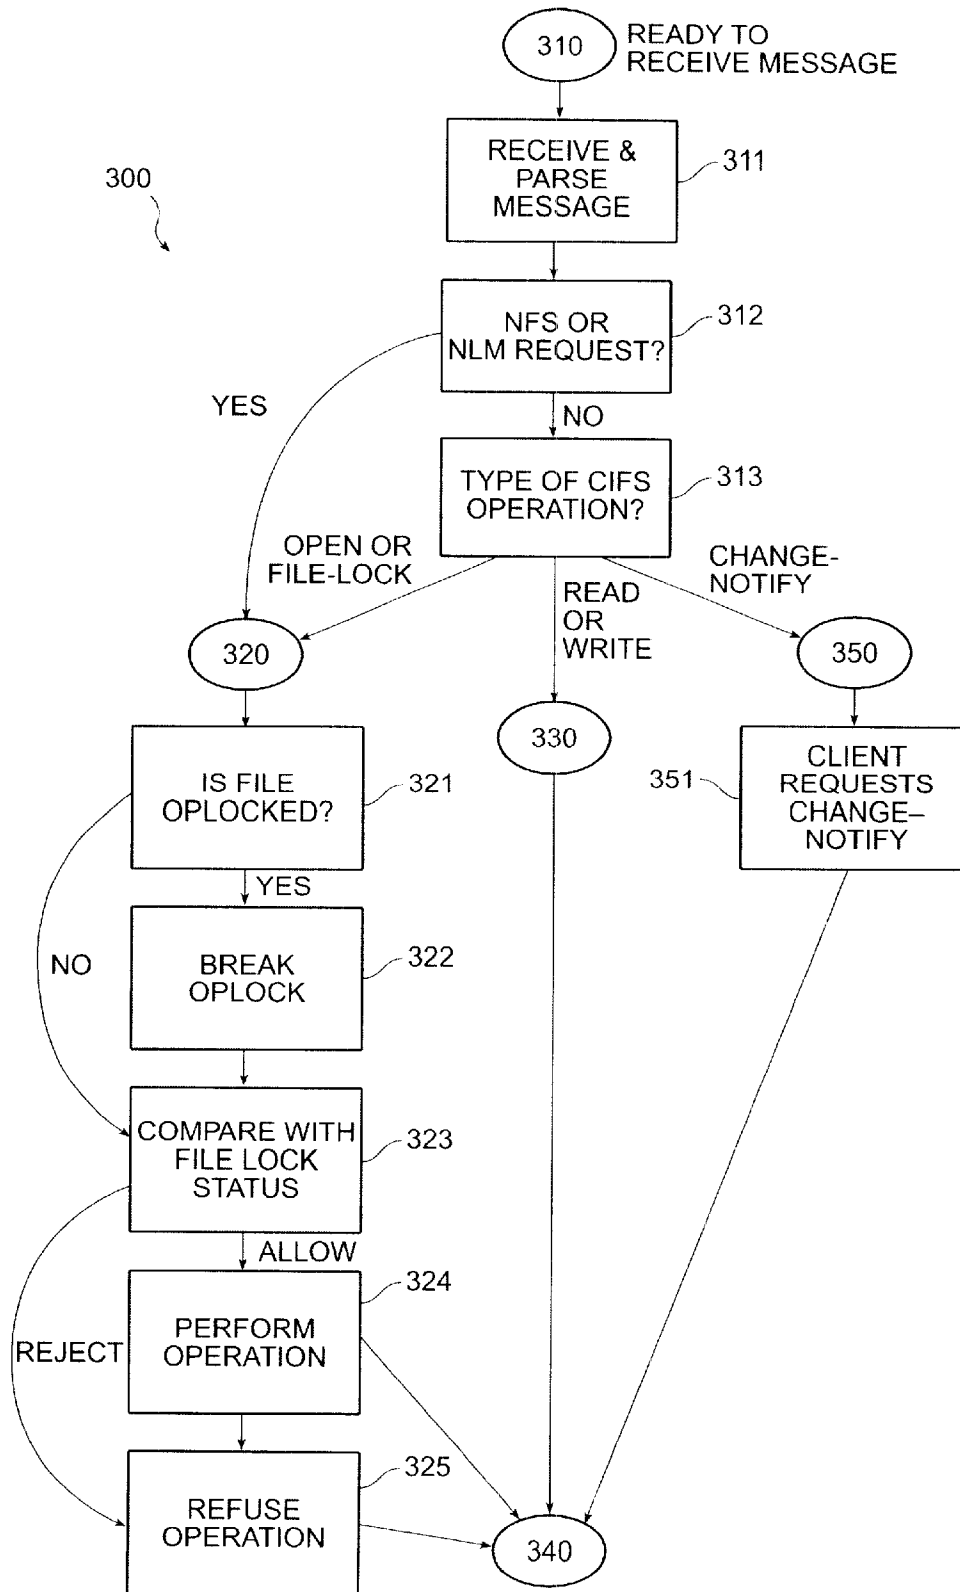 310
READY TO
RECEIVE MESSAGE
RECEIVE &
PARSE
MESSAGE
311
300
NFS OR
NLM REQUEST?
312
YES
NO
TYPE OF CIFS
OPERATION?
313
OPEN OR
FILE-LOCK
READ
OR
WRITE
CHANGE-
NOTIFY
320
330
350
IS FILE
OPLOCKED?
321
351
CLIENT
REQUESTS
CHANGE–
NOTIFY
YES
NO
BREAK
OPLOCK
322
COMPARE WITH
FILE LOCK
STATUS
323
ALLOW
REJECT
PERFORM
OPERATION
324
REFUSE
OPERATION
325
340